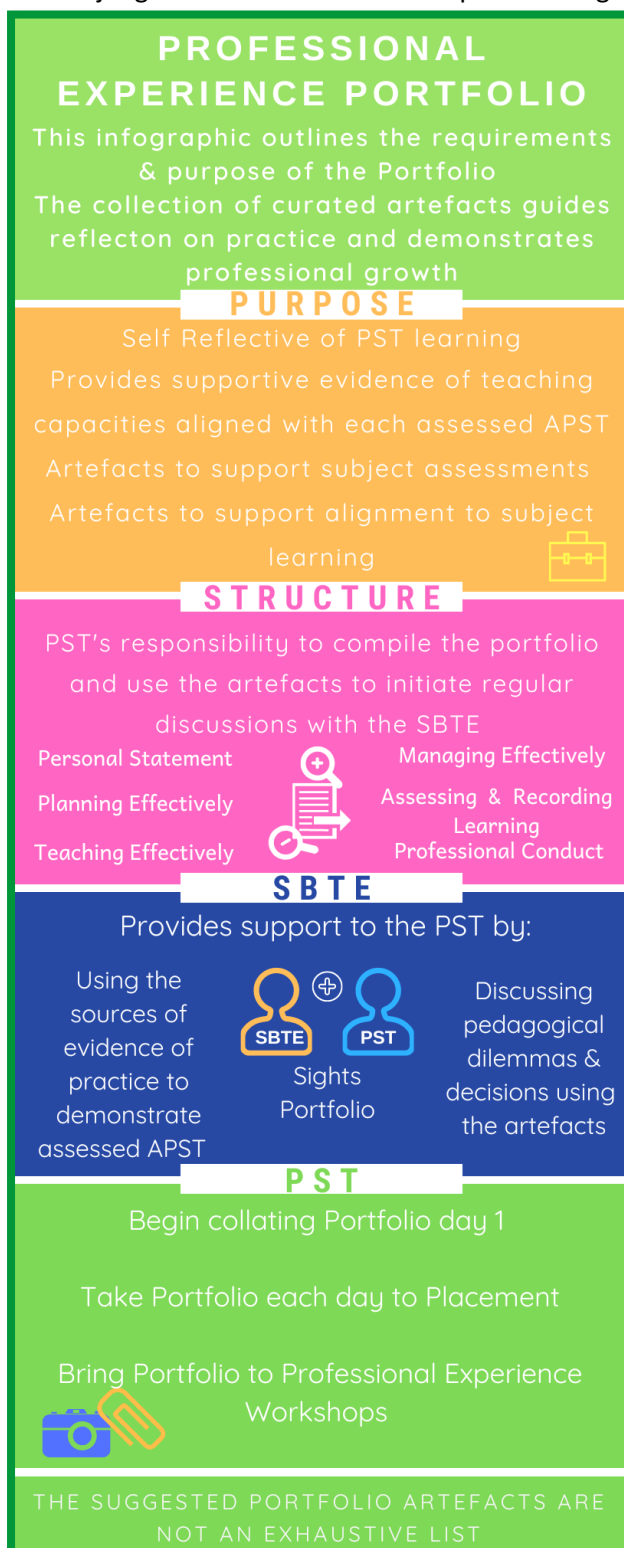 PROFESSIONAL
EXPERIENCE PORTFOLIO
This infographic outlines the requirements
& purpose of the Portfolio
The collection of curated artefacts guides
reflecton on practice and demonstrates
professional growth
PURPOSE
Self Reflective of PST learning
Provides supportive evidence of teaching
capacities aligned with each assessed APST
Artefacts to support subject assessments
Artefacts to support alignment to subject
learning
STRUCTURE
PST's responsibility to compile the portfolio
and use the artefacts to initiate regular
discussions with the SBTE
Personal Statement
Planning Effectively
Teaching Effectively
Managing Effectively
Assessing & Recording
Learning
Professional Conduct
SBTE
Provides support to the PST by:
Using the
sources of
evidence of
practice to
demonstrate
assessed APST
SBTE
PST
Sights
Portfolio
Discussing
pedagogical
dilemmas &
decisions using
the artefacts
PST
Begin collating Portfolio day 1
Take Portfolio each day to Placement
Bring Portfolio to Professional Experience
Workshops
THE SUGGESTED PORTFOLIO ARTEFACTS ARE
NOT AN EXHAUSTIVE LIST